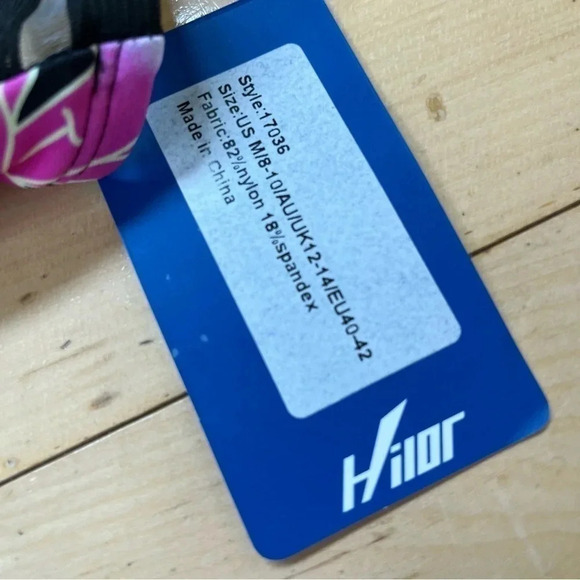 Style:17036
Size:US M/8-10/AU/UK12-14/EU40-42
Fabric:82%nylon 18%spandex
Made in China
Hilor